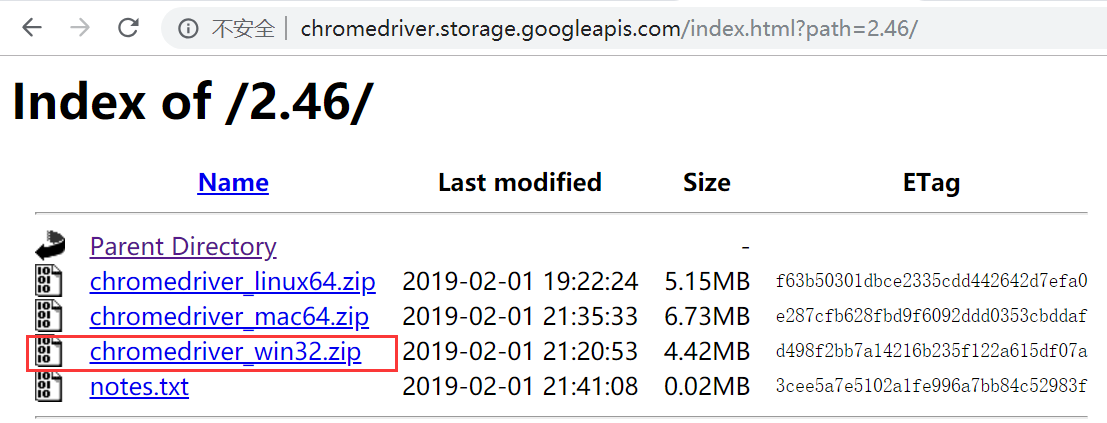 不安全 | chromedriver.storage.googleapis.com/index.html?path=2.46/
Index of /2.46/
Name Last modified Size ETag
Parent Directory -
chromedriver_linux64.zip 2019-02-01 19:22:24 5.15MB f63b50301dbce2335cdd442642d7efa0
chromedriver_mac64.zip 2019-02-01 21:35:33 6.73MB e287cfb628fbd9f6092ddd0353cbddaf
chromedriver_win32.zip 2019-02-01 21:20:53 4.42MB d498f2bb7a14216b235f122a615df07a
notes.txt 2019-02-01 21:41:08 0.02MB 3cee5a7e5102a1fe996a7bb84c52983f